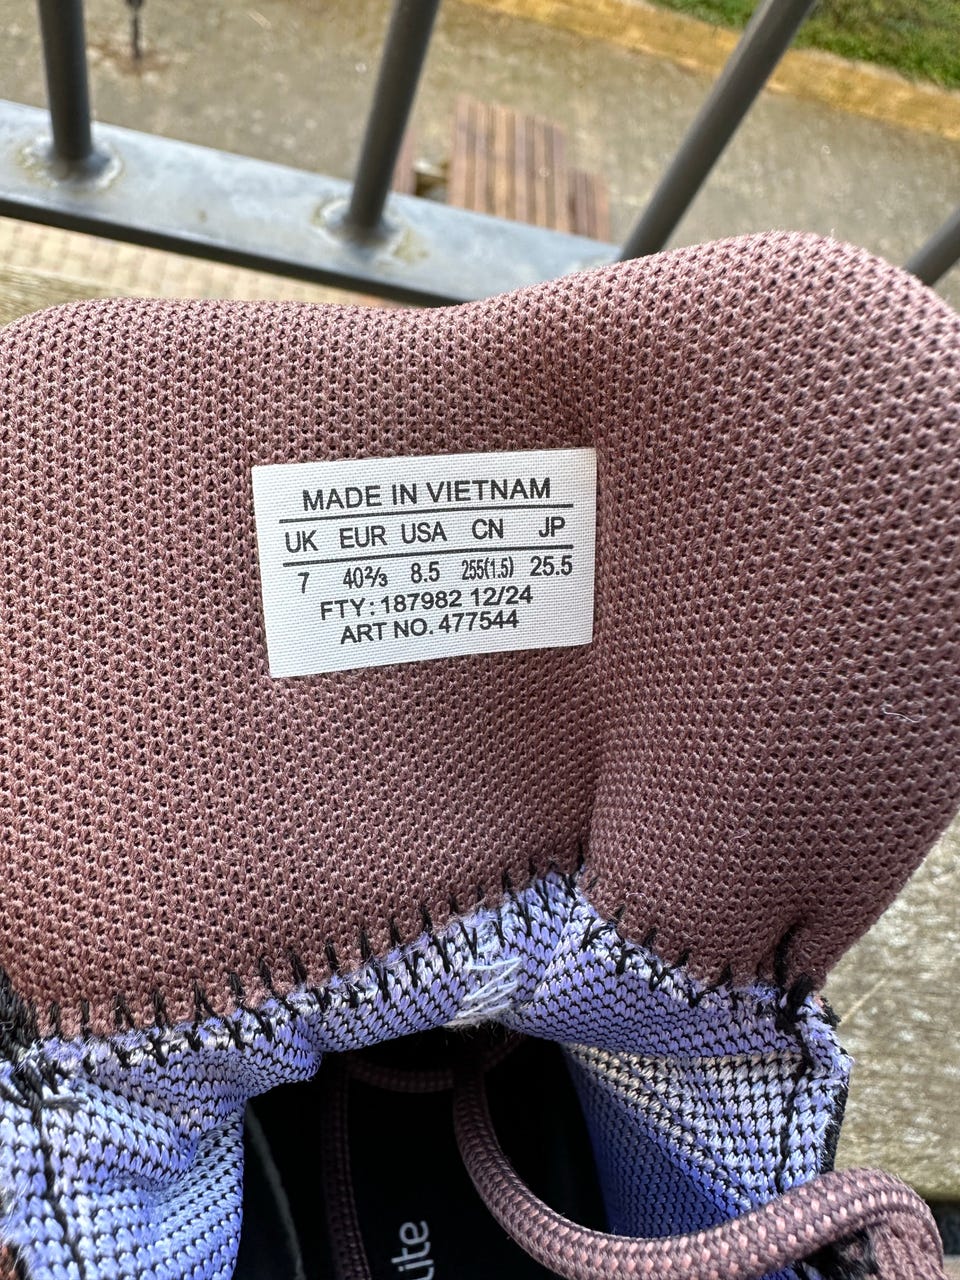 MADE IN VIETNAM
UK EUR USA CN JP
7 40⅔ 8.5 255(1.5) 25.5
FTY: 187982 12/24
ART NO. 477544
Lite